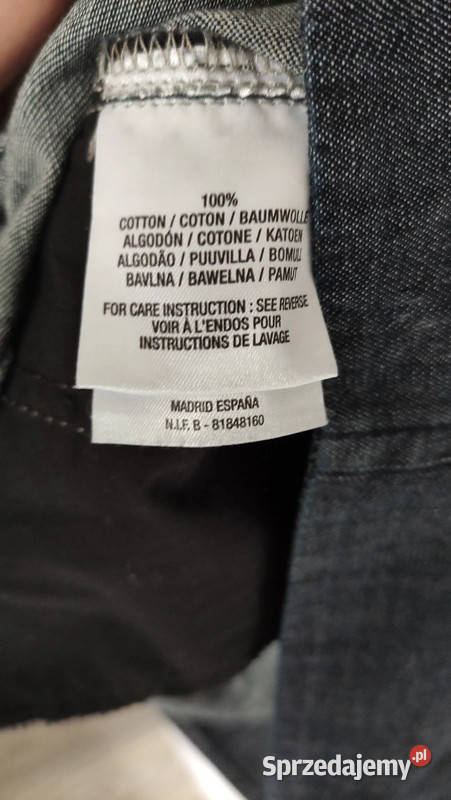 100%
COTTON / COTON / BAUMWOLLE
ALGODÓN / COTONE / KATOEN
ALGODÃO / PUUVILLA / BOMULL
BAVLNA / BAWELNA / PAMUT
FOR CARE INSTRUCTION : SEE REVERSE
VOIR À L'ENDOS POUR
INSTRUCTIONS DE LAVAGE
MADRID ESPAÑA
N.I.F. B - 81848160
Sprzedajemy.pl